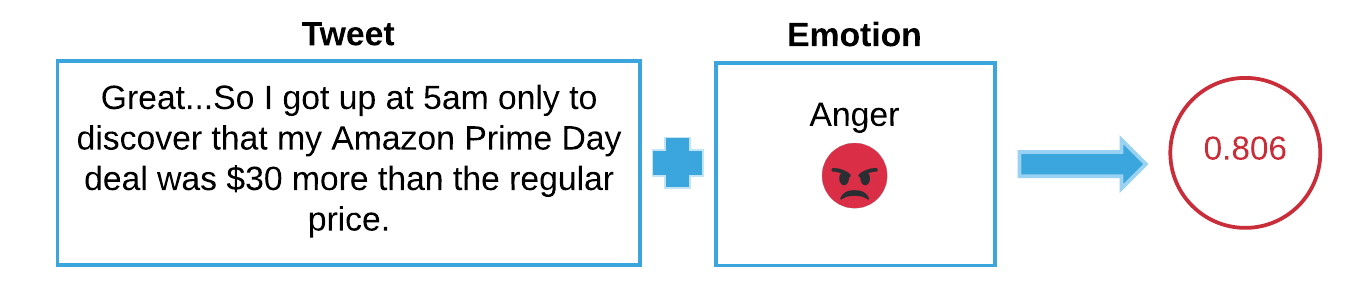 Tweet
Great...So I got up at 5am only to
discover that my Amazon Prime Day
deal was $30 more than the regular
price.
Emotion
Anger
0.806